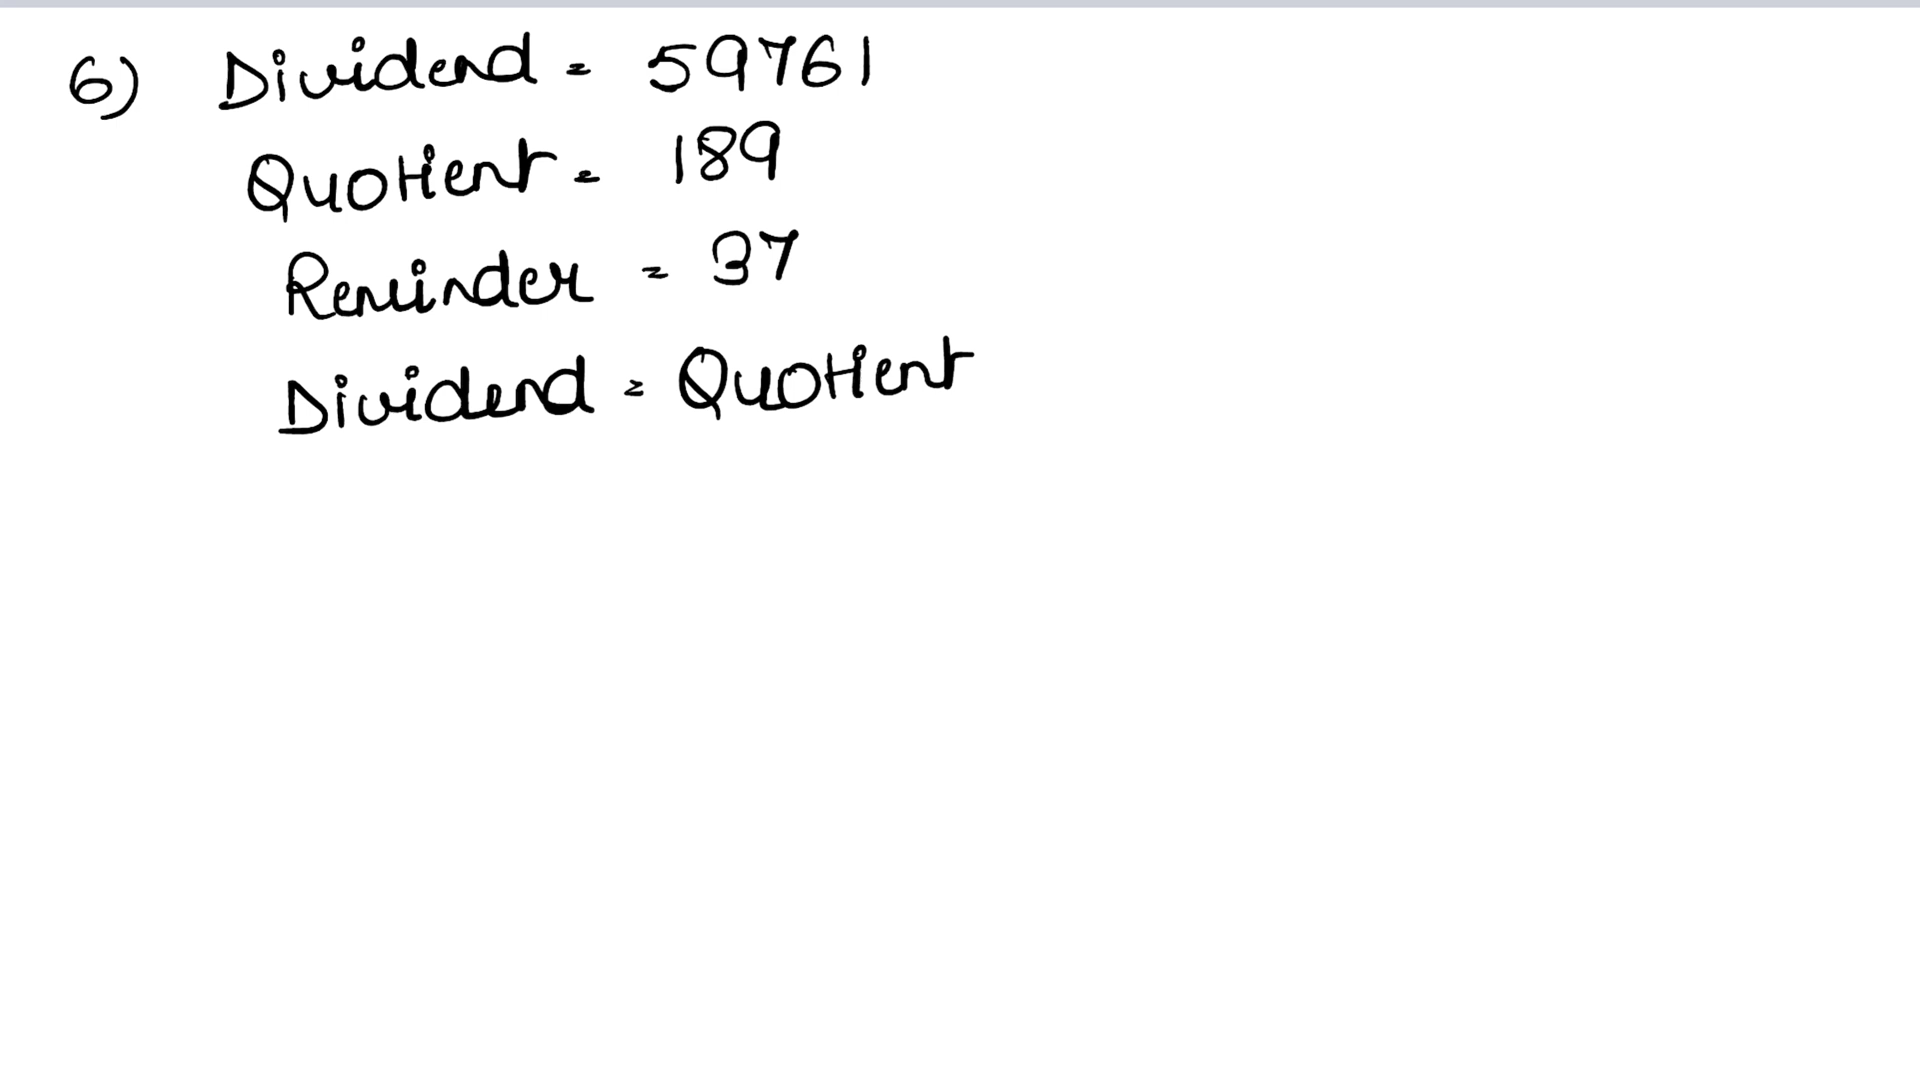 6) Dividend = 59761
Quotient = 189
Reminder = 37
Dividend = Quotient